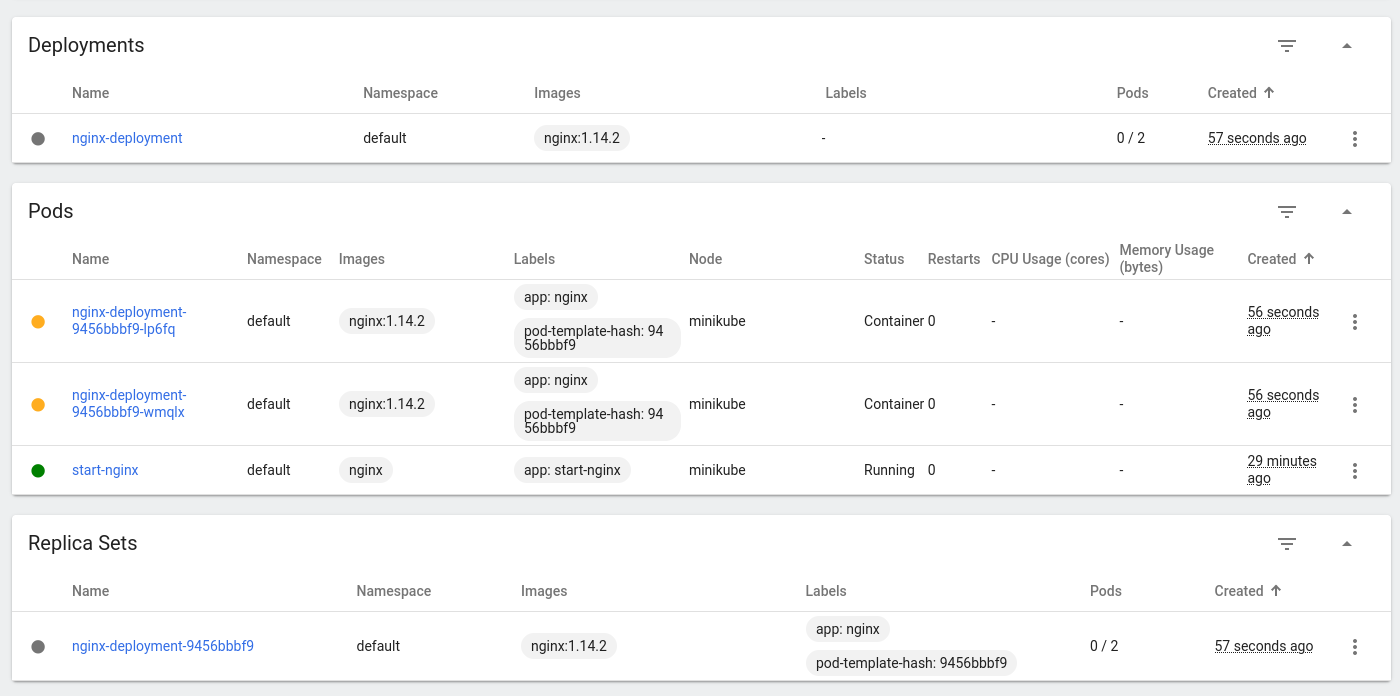 Deployments
Name Namespace Images Labels Pods Created
nginx-deployment default nginx:1.14.2 - 0 / 2 57 seconds ago
Pods
Name Namespace Images Labels Node Status Restarts CPU Usage (cores) Memory Usage
(bytes) Created
nginx-deployment-
9456bbbf9-lp6fq default nginx:1.14.2 app: nginx
pod-template-hash: 94
56bbbf9 minikube Container 0 - - 56 seconds
ago
nginx-deployment-
9456bbbf9-wmqlx default nginx:1.14.2 app: nginx
pod-template-hash: 94
56bbbf9 minikube Container 0 - - 56 seconds
ago
start-nginx default nginx app: start-nginx minikube Running 0 - - 29 minutes
ago
Replica Sets
Name Namespace Images Labels Pods Created
nginx-deployment-9456bbbf9 default nginx:1.14.2 app: nginx
pod-template-hash: 9456bbbf9 0 / 2 57 seconds ago